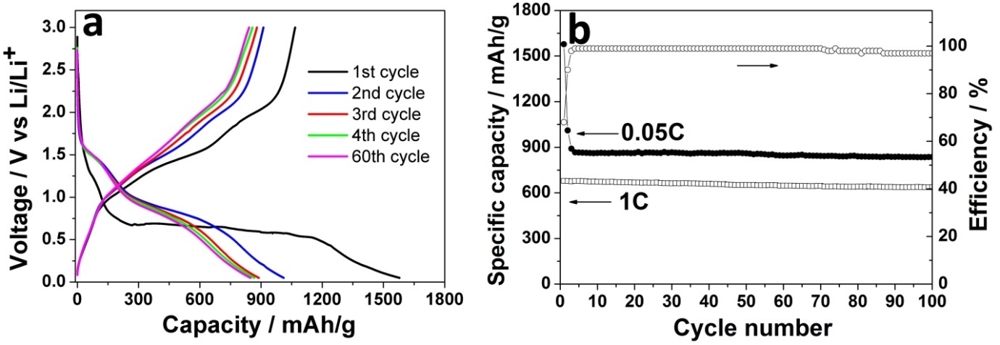 a
3.0
2.5
2.0
1.5
1.0
0.5
0.0
Voltage / V vs Li/Li+
1st cycle
2nd cycle
3rd cycle
4th cycle
60th cycle
0 300 600 900 1200 1500 1800
Capacity / mAh/g
b
1800
1500
1200
900
600
300
0
Specific capacity / mAh/g
0.05C
1C
100
80
60
40
20
0
Efficiency / %
0 10 20 30 40 50 60 70 80 90 100
Cycle number